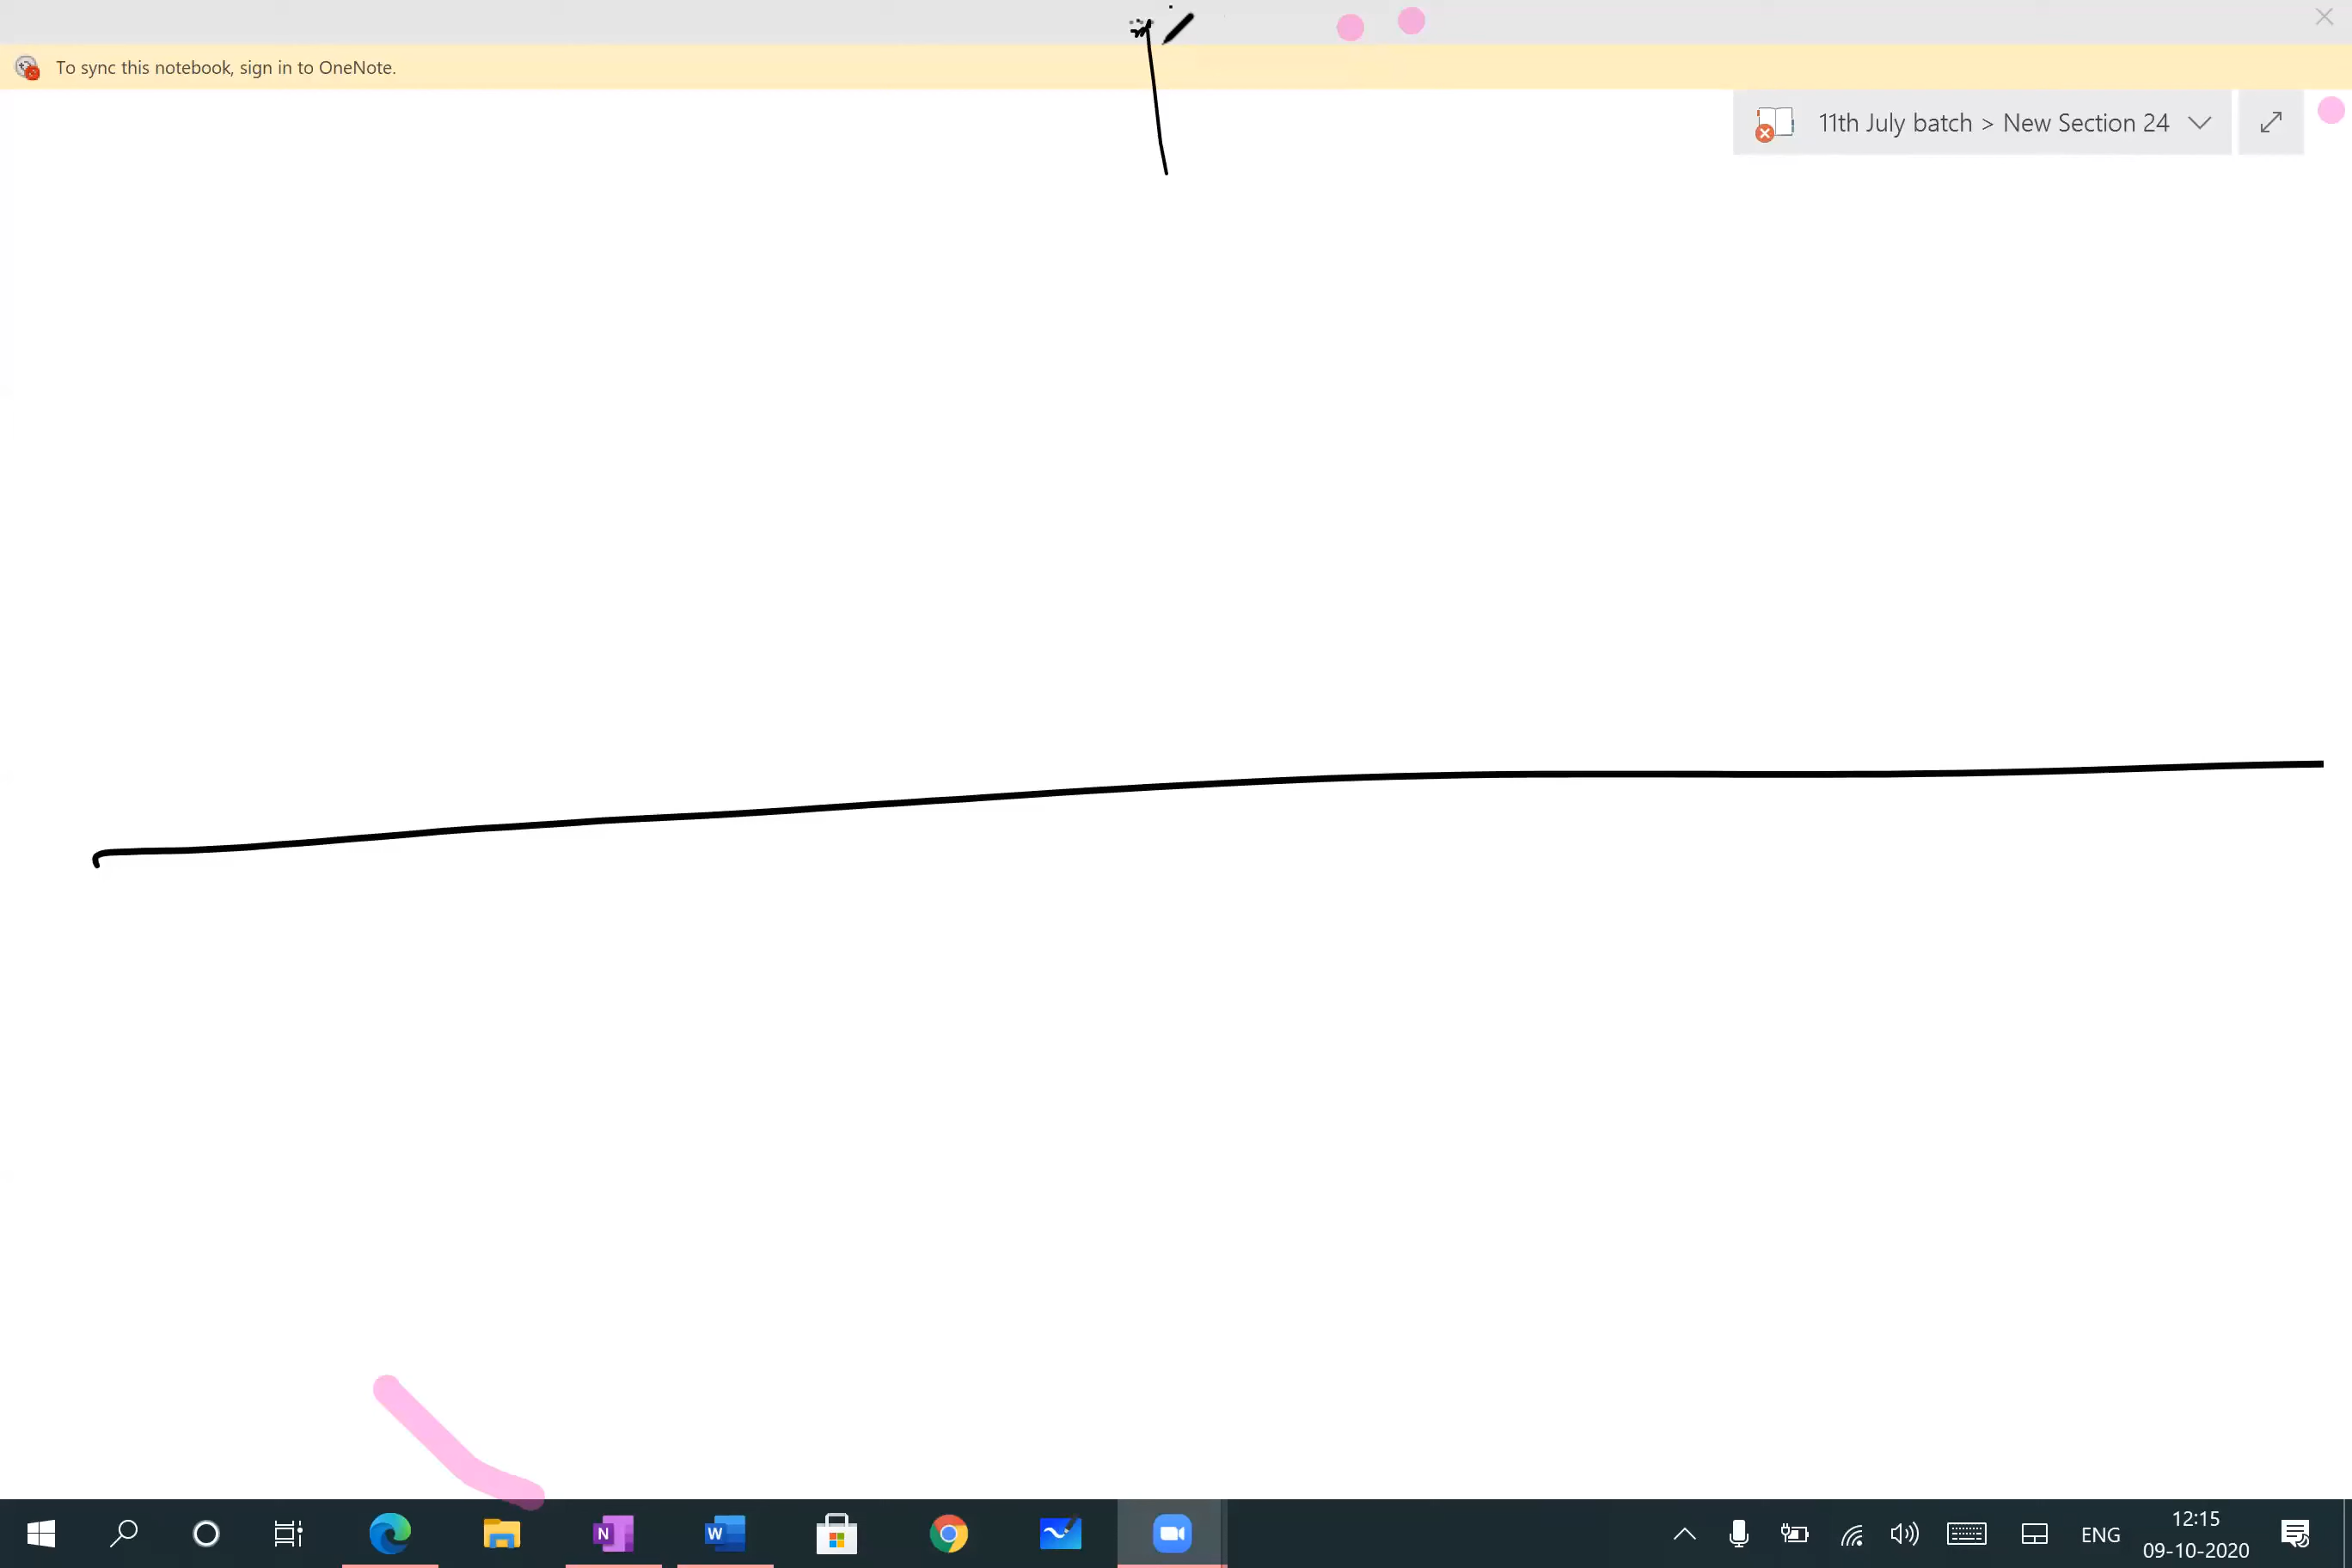 To sync this notebook, sign in to OneNote.
11th July batch > New Section 24
N
W
ENG
12:15
09-10-2020